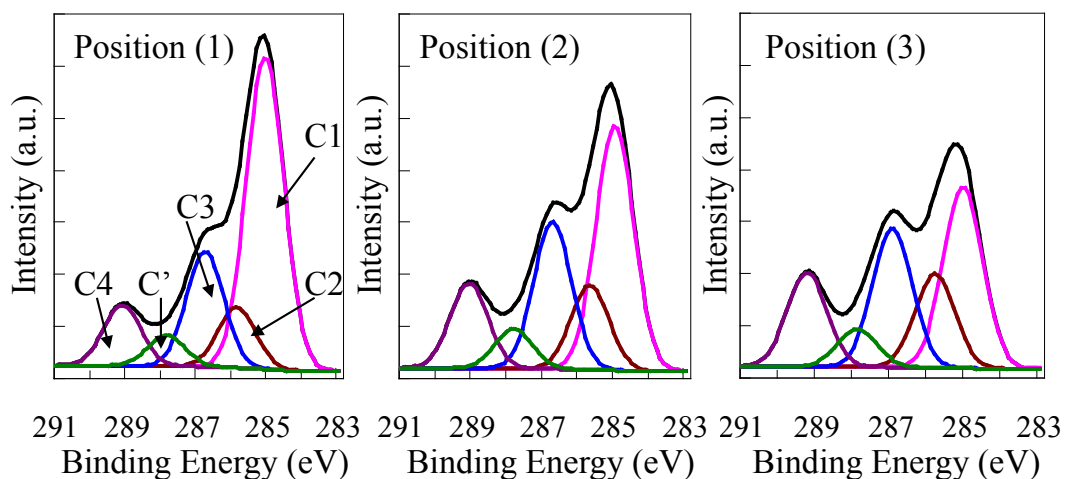 Position (1)
Position (2)
Position (3)
Intensity (a.u.)
Intensity (a.u.)
Intensity (a.u.)
C1
C3
C4
C’
C2
291 289 287 285 283
291 289 287 285 283
291 289 287 285 283
Binding Energy (eV)
Binding Energy (eV)
Binding Energy (eV)